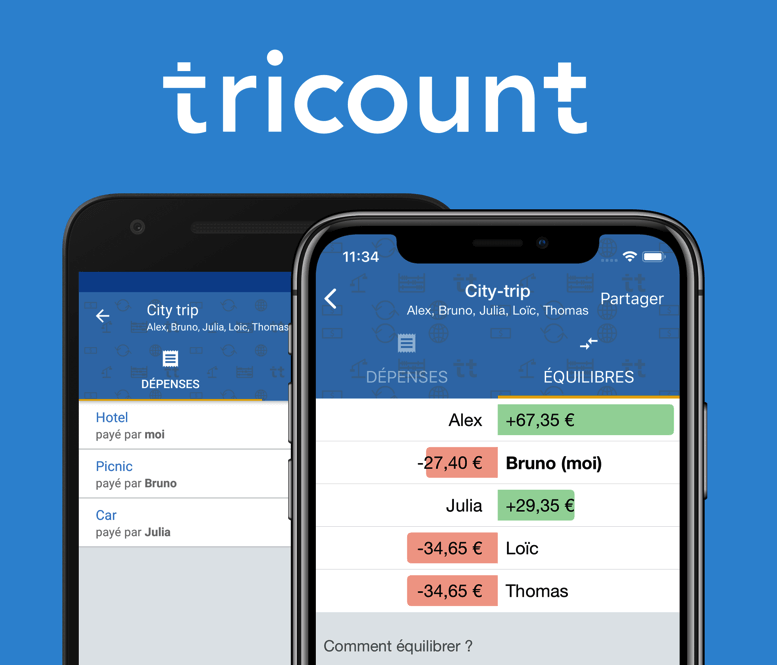 tricount
City trip
Alex, Bruno, Julia, Loic, Thomas
DÉPENSES
Hotel
payé par moi
Picnic
payé par Bruno
Car
payé par Julia
11:34
City-trip
Alex, Bruno, Julia, Loïc, Thomas
Partager
DÉPENSES
ÉQUILIBRES
Alex +67,35 €
-27,40 € Bruno (moi)
Julia +29,35 €
-34,65 € Loïc
-34,65 € Thomas
Comment équilibrer ?